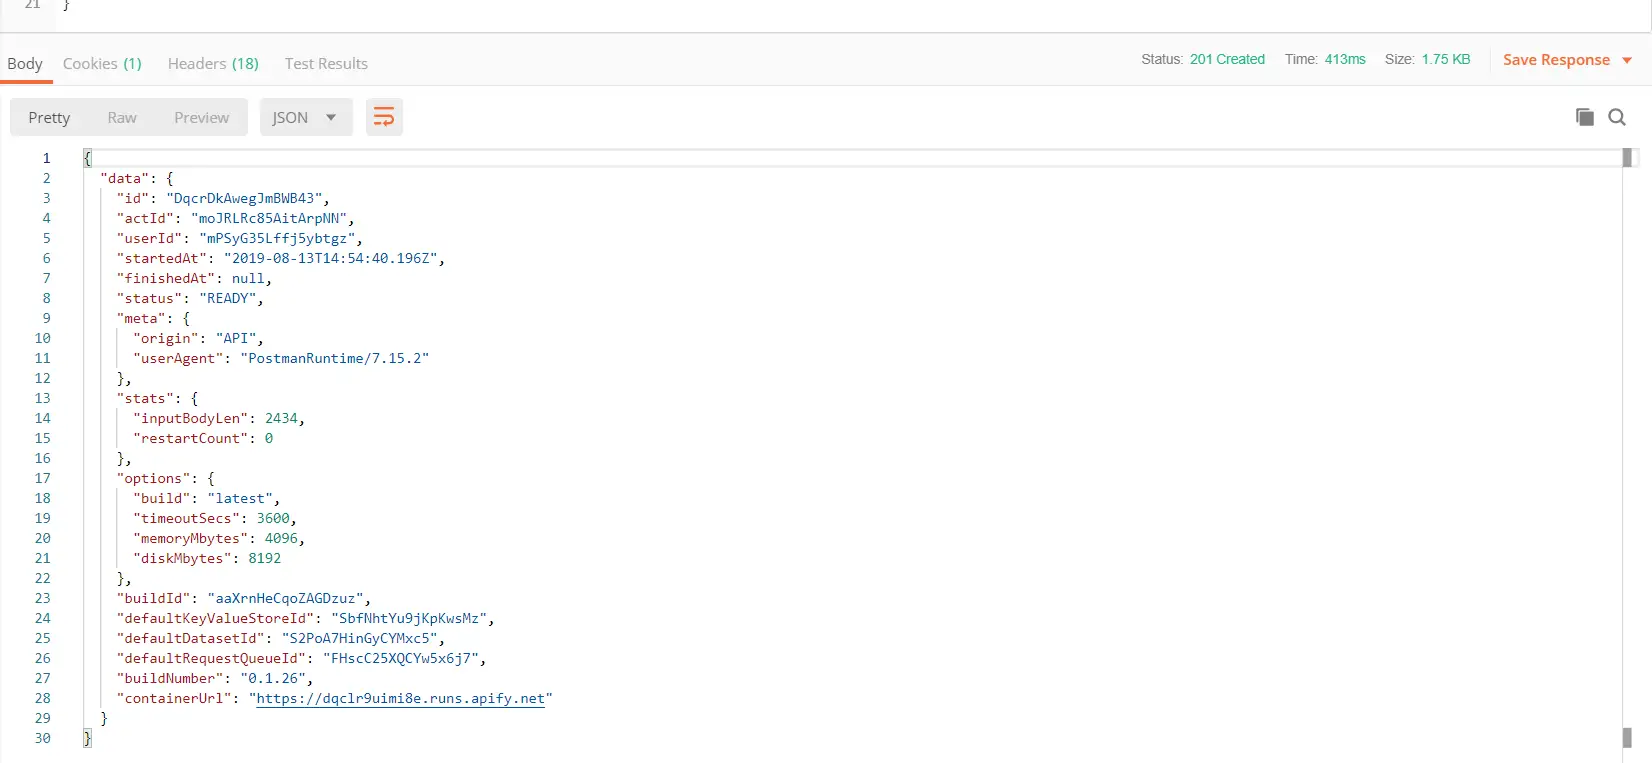 21 }
Body Cookies (1) Headers (18) Test Results Status: 201 Created Time: 413ms Size: 1.75 KB Save Response
Pretty Raw Preview JSON
1 {
2 "data": {
3 "id": "DqcrDkAwegJmBWB43",
4 "actId": "moJRLRc85AitArpNN",
5 "userId": "mPSyG35Lffj5ybtgz",
6 "startedAt": "2019-08-13T14:54:40.196Z",
7 "finishedAt": null,
8 "status": "READY",
9 "meta": {
10 "origin": "API",
11 "userAgent": "PostmanRuntime/7.15.2"
12 },
13 "stats": {
14 "inputBodyLen": 2434,
15 "restartCount": 0
16 },
17 "options": {
18 "build": "latest",
19 "timeoutSecs": 3600,
20 "memoryMbytes": 4096,
21 "diskMbytes": 8192
22 },
23 "buildId": "aaXrnHeCqoZAGDzuz",
24 "defaultKeyValueStoreId": "SbfNhtYu9jKpKwsMz",
25 "defaultDatasetId": "S2PoA7HinGyCYMxc5",
26 "defaultRequestQueueId": "FHscC25XQCYw5x6j7",
27 "buildNumber": "0.1.26",
28 "containerUrl": "https://dqclr9uimi8e.runs.apify.net"
29 }
30 }